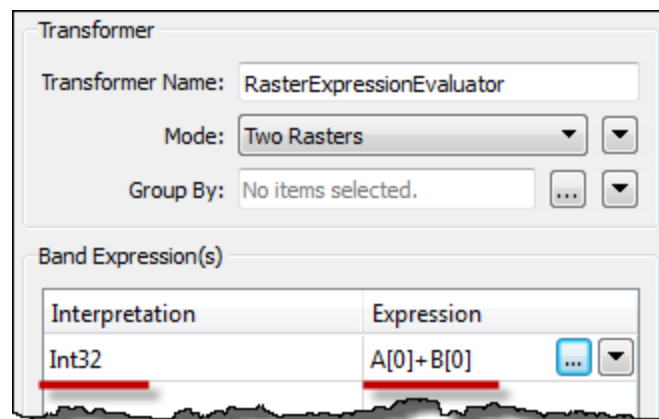 Transformer
Transformer Name: RasterExpressionEvaluator
Mode: Two Rasters
Group By: No items selected. ...
Band Expression(s)
Interpretation Expression
Int32 A[0]+B[0] ...